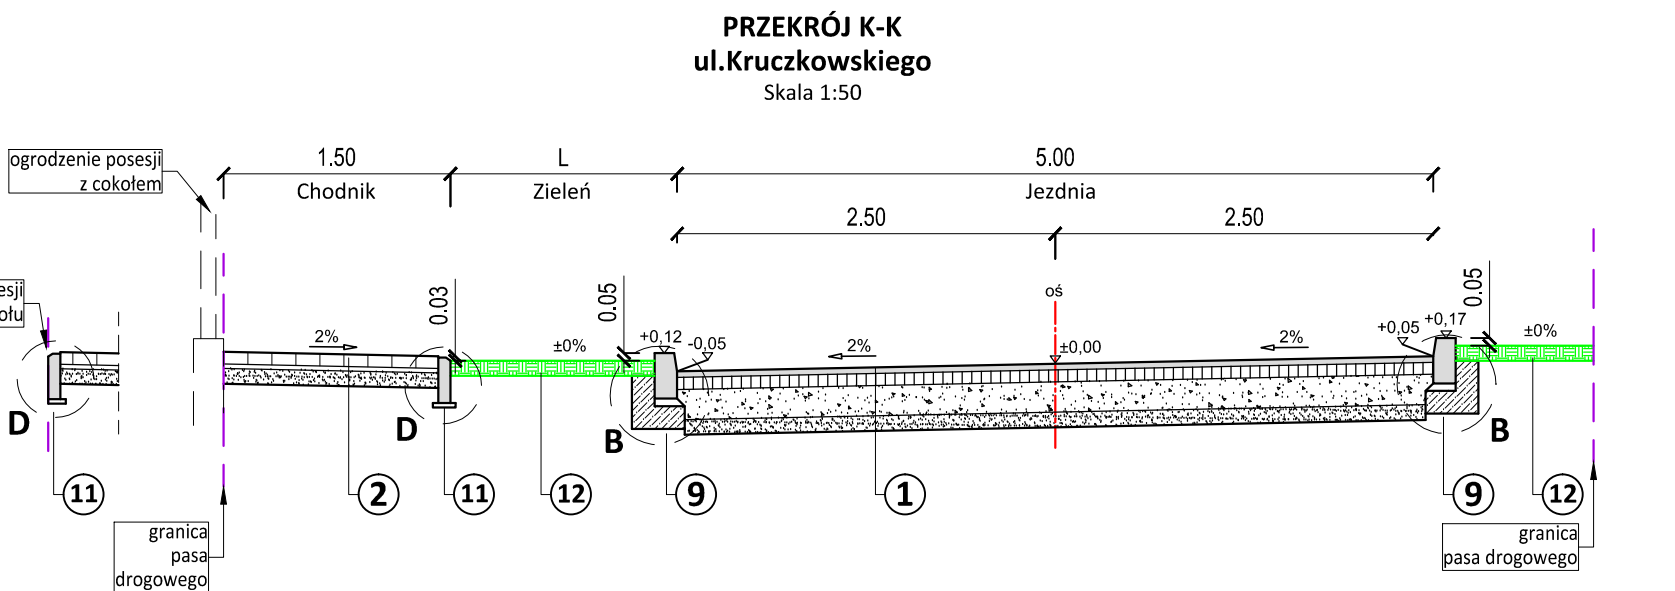 PRZEKRÓJ K-K
ul.Kruczkowskiego
Skala 1:50
ogrodzenie posesji
z cokołem
1.50
L
5.00
Chodnik
Zieleń
Jezdnia
2.50
2.50
0.03
0.05
oś
0.05
2%
±0%
+0,12
-0,05
2%
±0,00
2%
+0,05
+0,17
±0%
D
D
B
B
11
2
11
12
9
1
9
12
granica
pasa
drogowego
granica
pasa drogowego